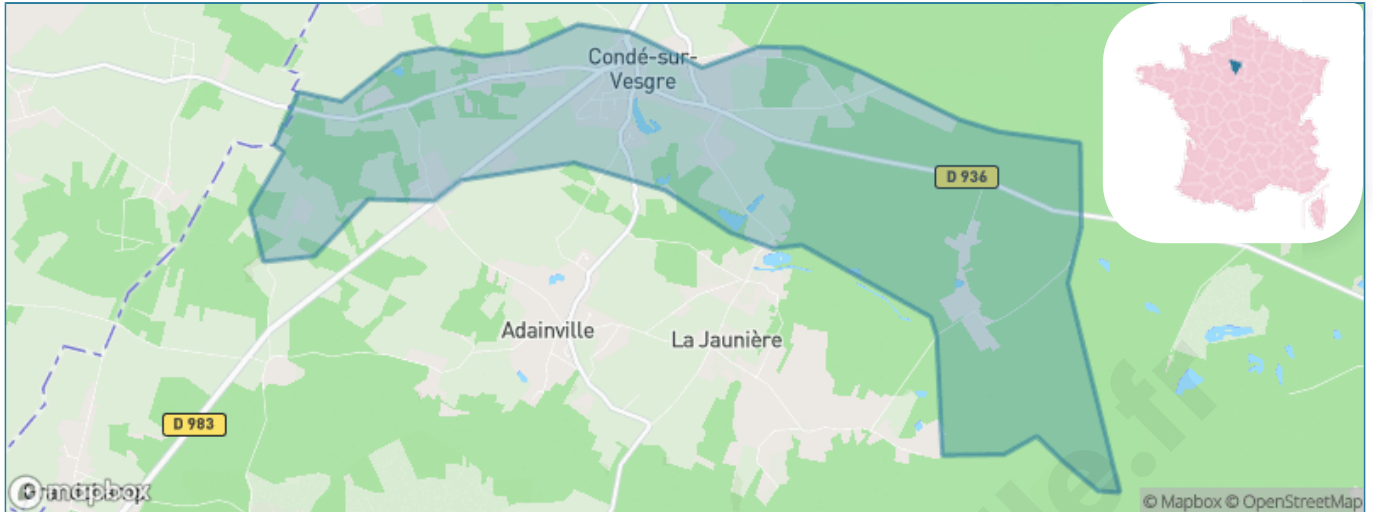 Condé-sur-
Vesgre
D 936
Adainville
La Jaunière
D 983
mapbox
© Mapbox © OpenStreetMap